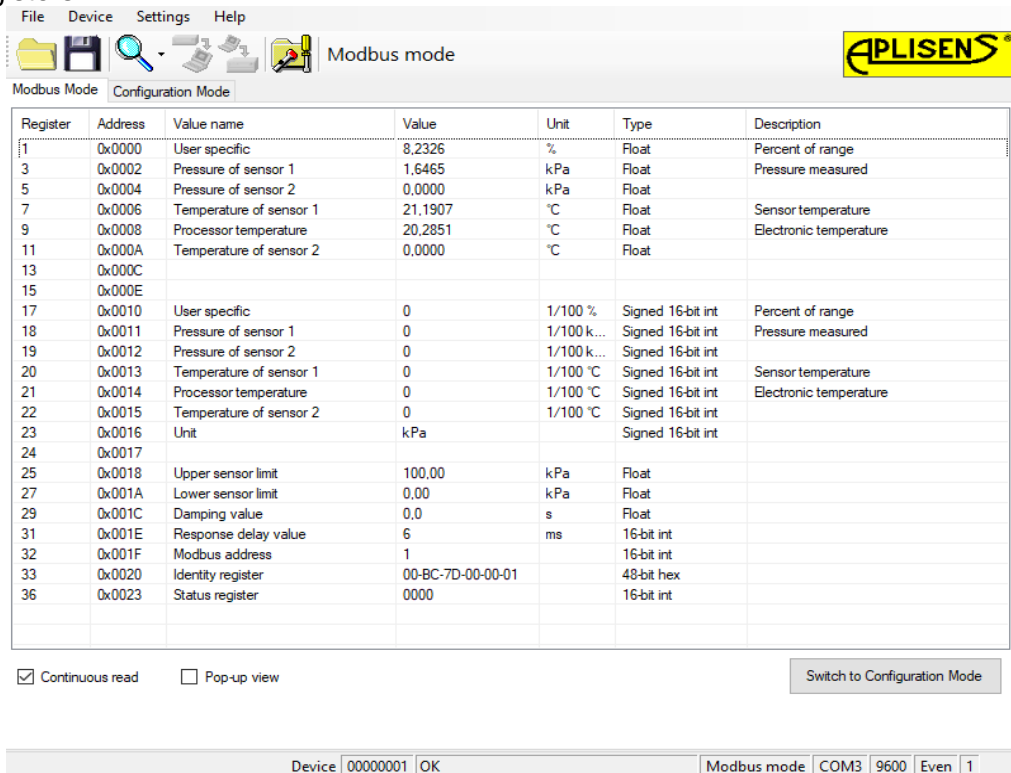 File Device Settings Help
Modbus mode
APLISENS®
Modbus Mode Configuration Mode
Register Address Value name Value Unit Type Description
1 0x0000 User specific 8,2326 % Float Percent of range
3 0x0002 Pressure of sensor 1 1,6465 kPa Float Pressure measured
5 0x0004 Pressure of sensor 2 0,0000 kPa Float
7 0x0006 Temperature of sensor 1 21,1907 °C Float Sensor temperature
9 0x0008 Processor temperature 20,2851 °C Float Electronic temperature
11 0x000A Temperature of sensor 2 0,0000 °C Float
13 0x000C
15 0x000E
17 0x0010 User specific 0 1/100 % Signed 16-bit int Percent of range
18 0x0011 Pressure of sensor 1 0 1/100 k... Signed 16-bit int Pressure measured
19 0x0012 Pressure of sensor 2 0 1/100 k... Signed 16-bit int
20 0x0013 Temperature of sensor 1 0 1/100 °C Signed 16-bit int Sensor temperature
21 0x0014 Processor temperature 0 1/100 °C Signed 16-bit int Electronic temperature
22 0x0015 Temperature of sensor 2 0 1/100 °C Signed 16-bit int
23 0x0016 Unit kPa Signed 16-bit int
24 0x0017
25 0x0018 Upper sensor limit 100,00 kPa Float
27 0x001A Lower sensor limit 0,00 kPa Float
29 0x001C Damping value 0,0 s Float
31 0x001E Response delay value 6 ms 16-bit int
32 0x001F Modbus address 1 16-bit int
33 0x0020 Identity register 00-BC-7D-00-00-01 48-bit hex
36 0x0023 Status register 0000 16-bit int
Continuous read Pop-up view Switch to Configuration Mode
Device 00000001 OK Modbus mode COM3 9600 Even 1